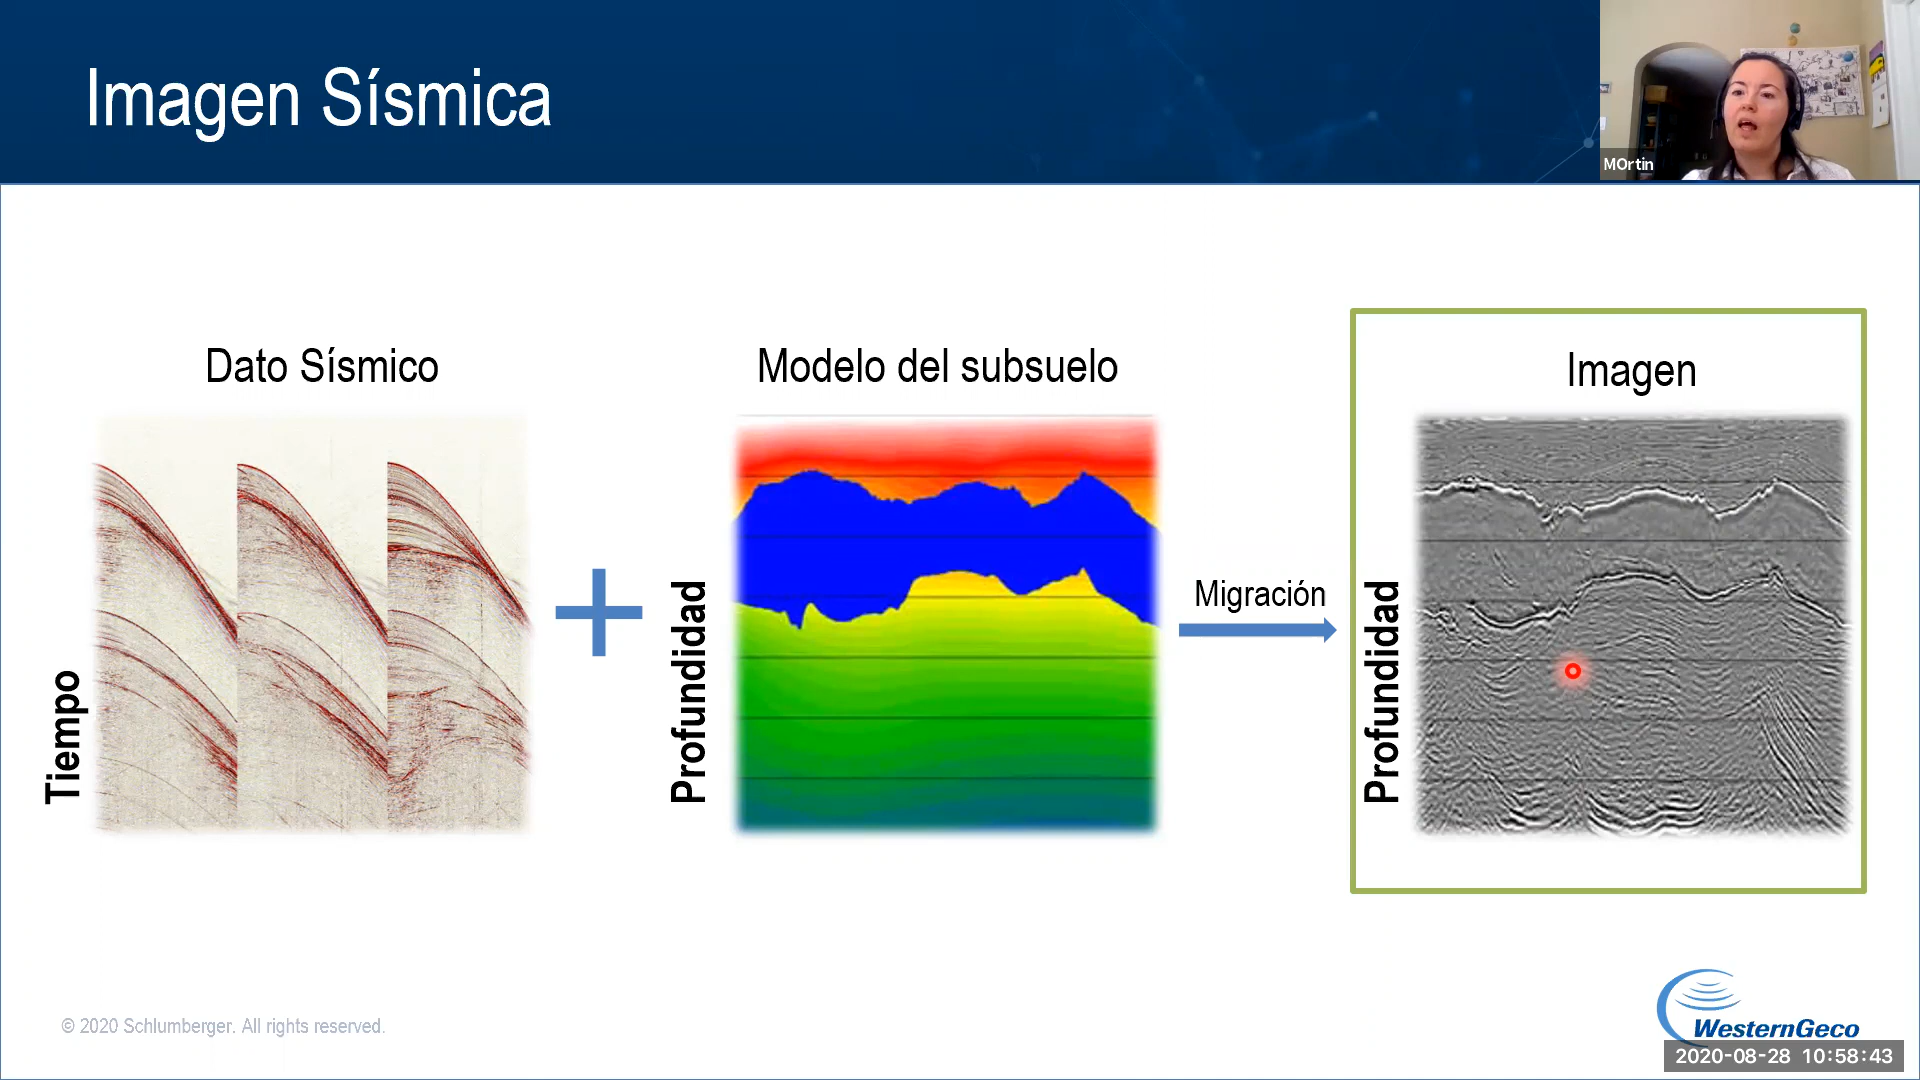 Imagen Sísmica
MOrtin
Dato Sísmico
Modelo del subsuelo
Imagen
Tiempo
Profundidad
Migración
Profundidad
© 2020 Schlumberger. All rights reserved.
WesternGeco
2020-08-28 10:58:43